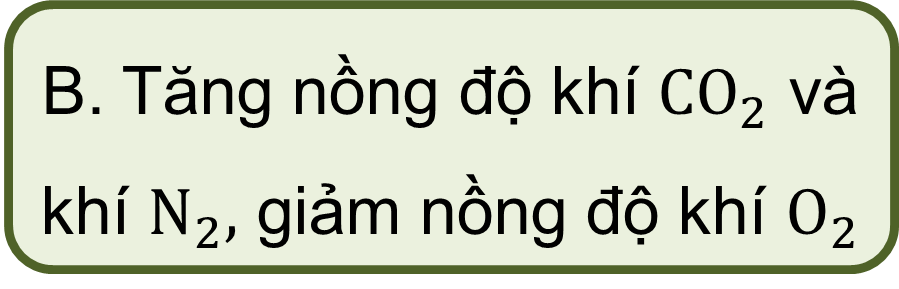 B. Tăng nồng độ khí CO₂ và
khí N₂, giảm nồng độ khí O₂